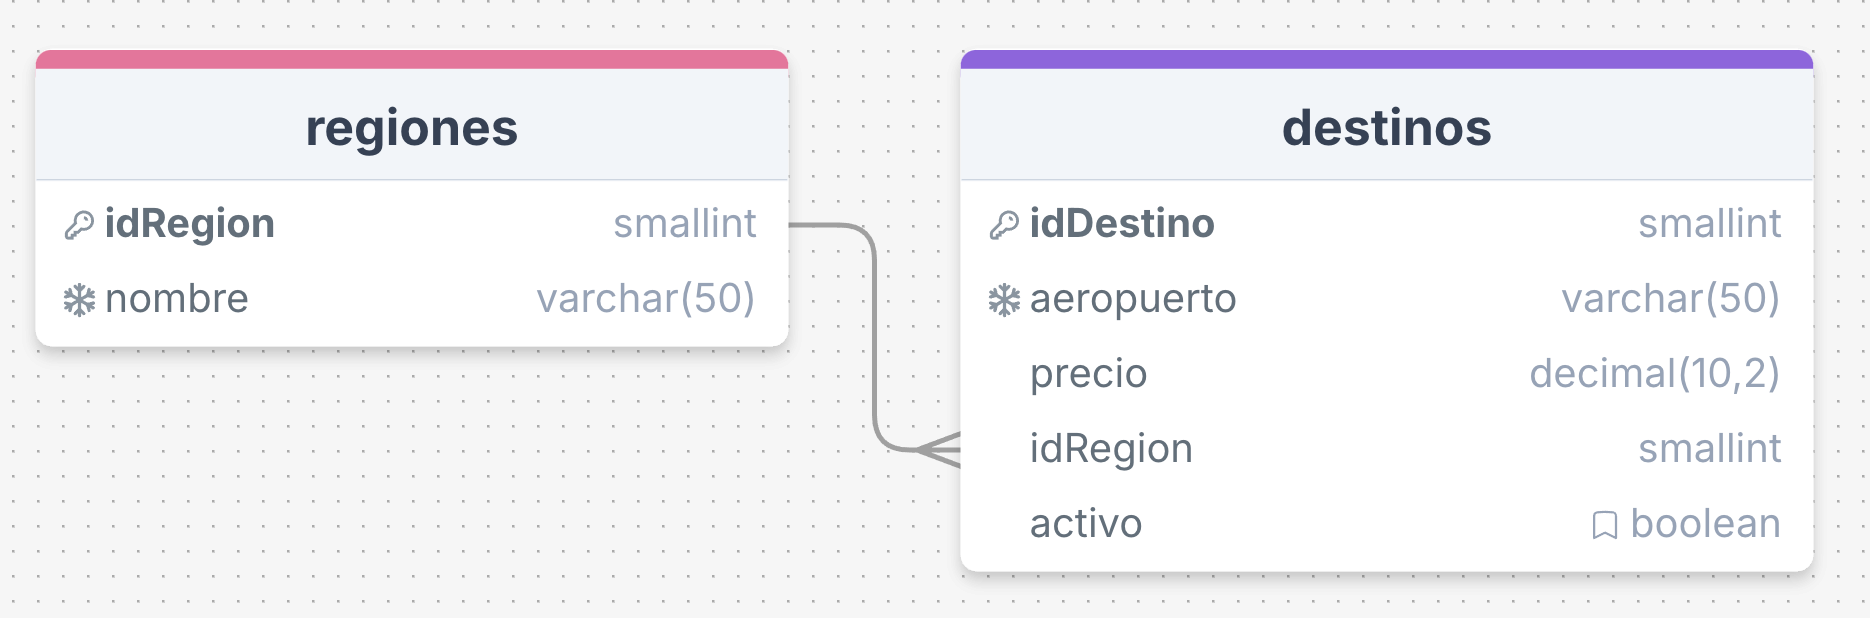 regiones
idRegion smallint
nombre varchar(50)
destinos
idDestino smallint
aeropuerto varchar(50)
precio decimal(10,2)
idRegion smallint
activo boolean